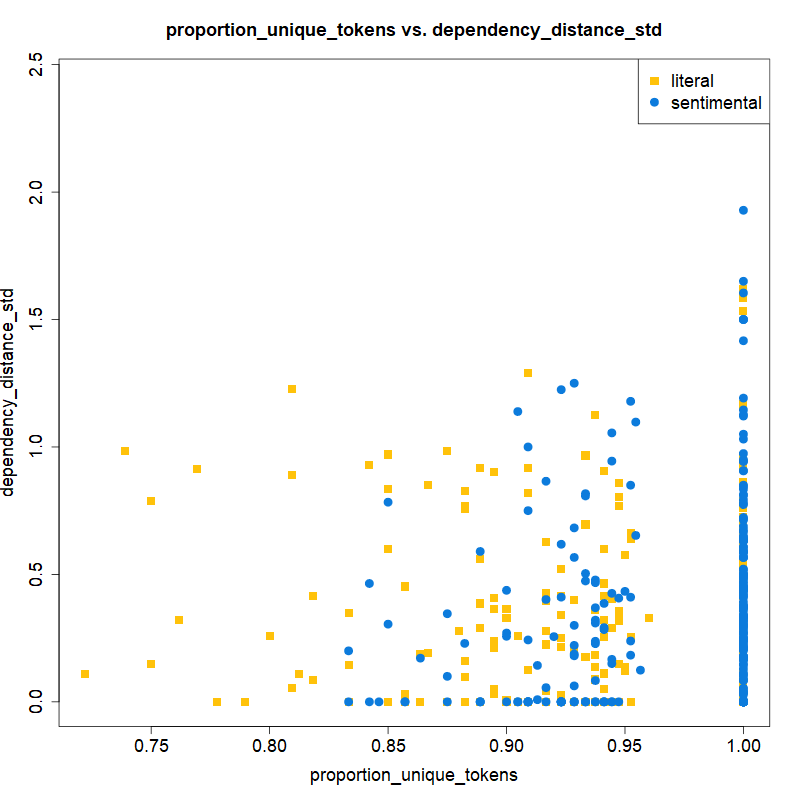 proportion_unique_tokens vs. dependency_distance_std
literal
sentimental
dependency_distance_std
2.5
2.0
1.5
1.0
0.5
0.0
0.75 0.80 0.85 0.90 0.95 1.00
proportion_unique_tokens